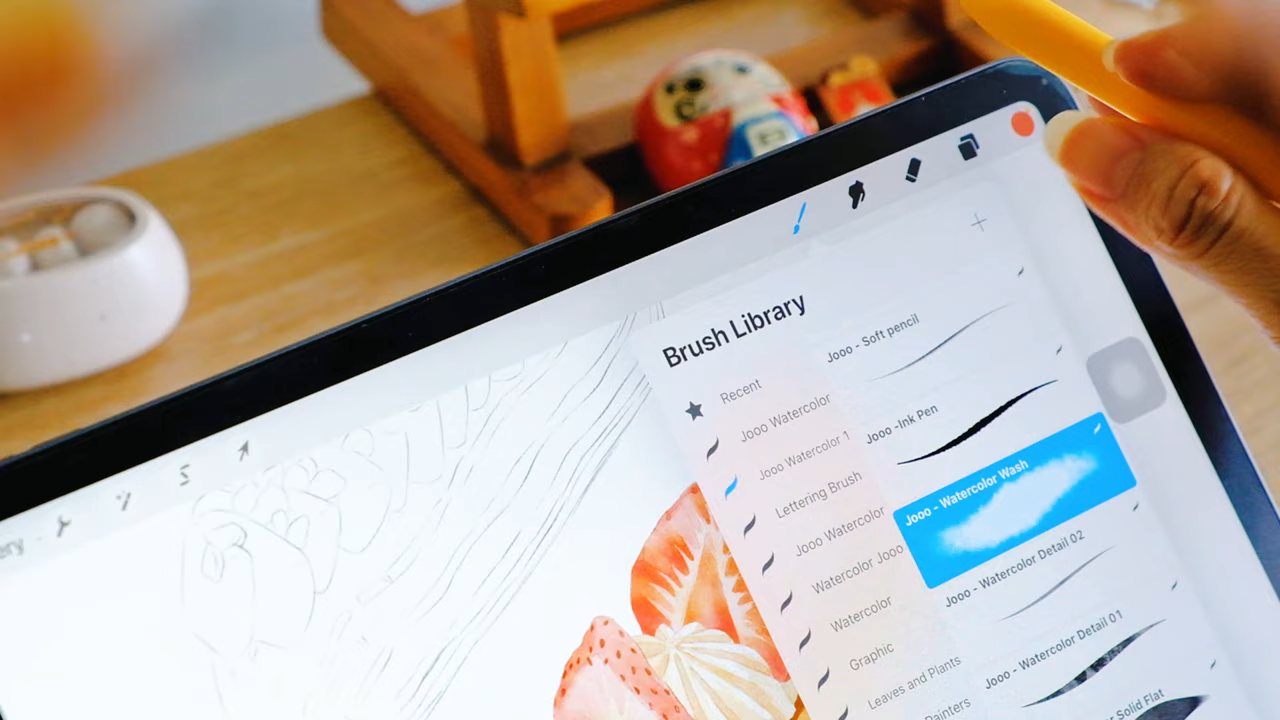 ery
Brush Library
Recent
Jooo Watercolor
Jooo Watercolor 1
Lettering Brush
Jooo Watercolor
Watercolor Jooo
Watercolor
Graphic
Leaves and Plants
Painters
Jooo - Soft pencil
Jooo -Ink Pen
Jooo - Watercolor Wash
Jooo - Watercolor Detail 02
Jooo - Watercolor Detail 01
Solid Flat